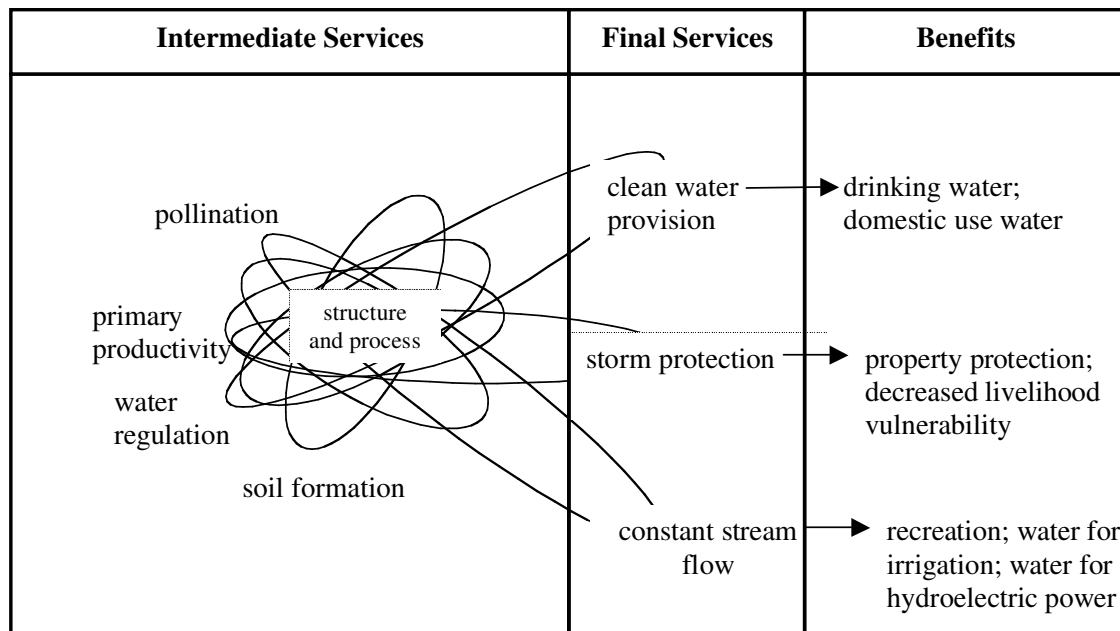 Intermediate Services
Final Services
Benefits
pollination
primary
productivity
water
regulation
soil formation
structure
and process
clean water
provision
storm protection
constant stream
flow
drinking water;
domestic use water
property protection;
decreased livelihood
vulnerability
recreation; water for
irrigation; water for
hydroelectric power